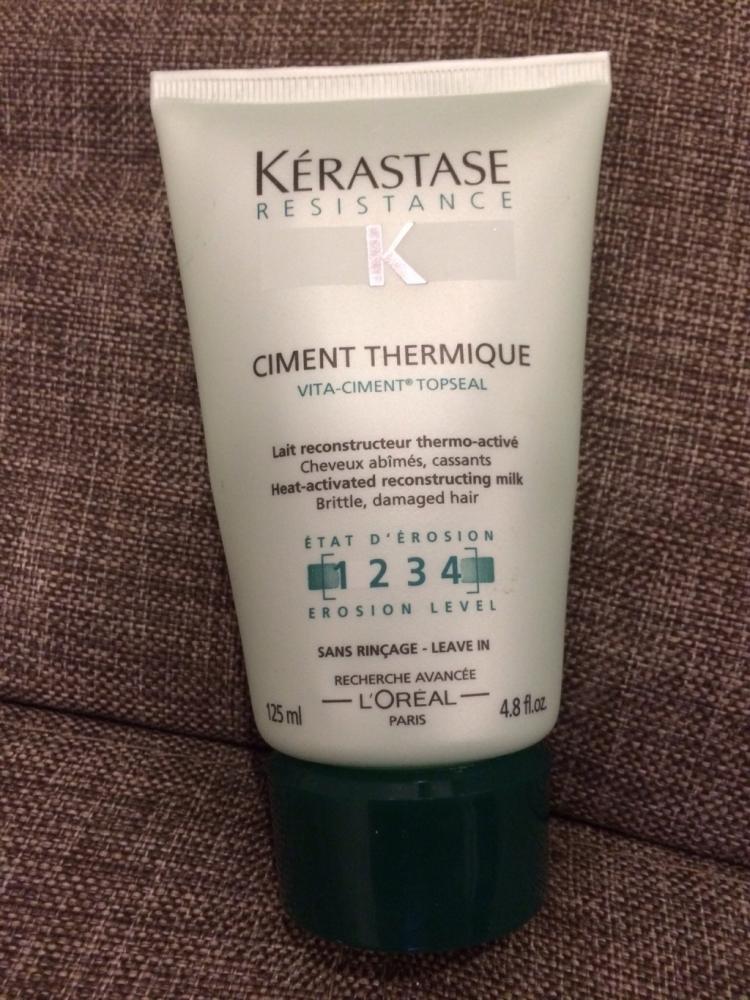 KÉRASTASE
RESISTANCE
K
CIMENT THERMIQUE
VITA-CIMENT® TOPSEAL
Lait reconstructeur thermo-activé
Cheveux abîmés, cassants
Heat-activated reconstructing milk
Brittle, damaged hair
ÉTAT D'ÉROSION
[1 2 3 4]
EROSION LEVEL
SANS RINÇAGE - LEAVE IN
RECHERCHE AVANCÉE
L'ORÉAL
PARIS
125 ml
4.8 fl.oz